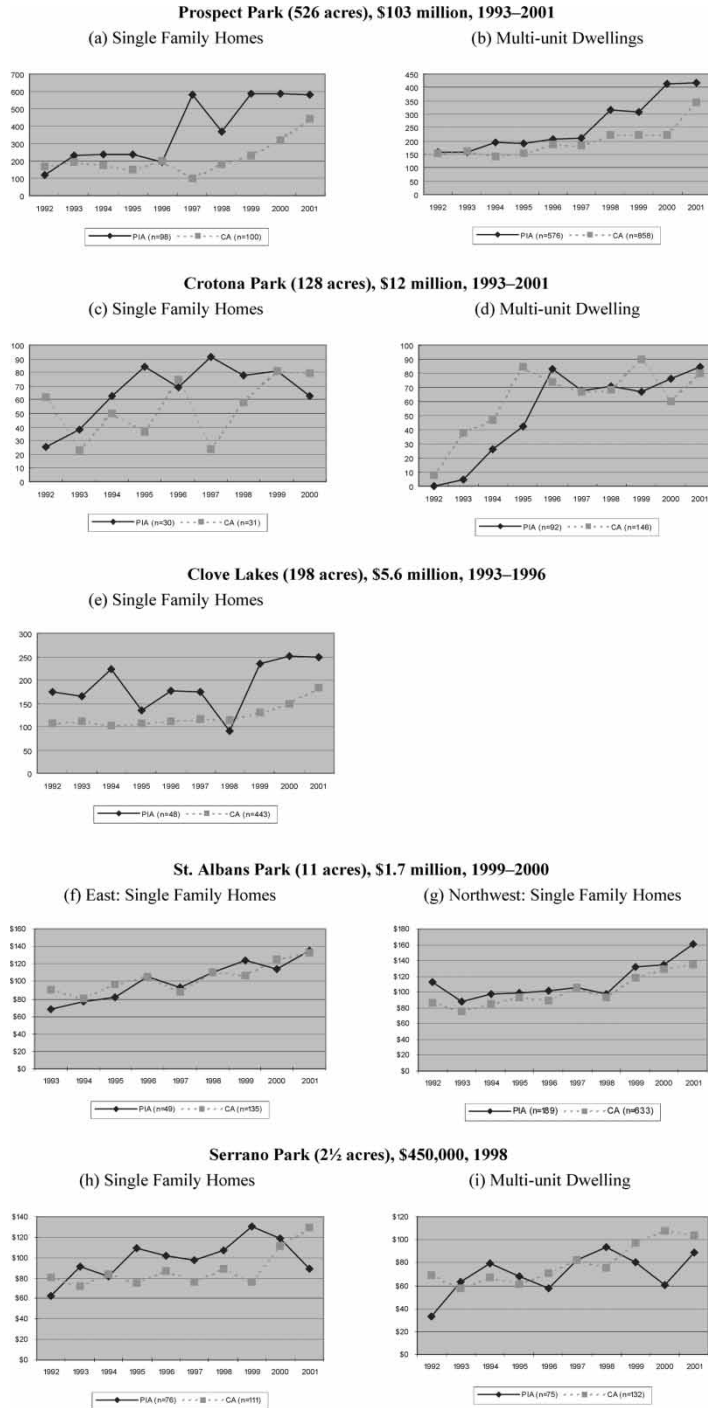 Prospect Park (526 acres), $103 million, 1993–2001
(a) Single Family Homes
(b) Multi-unit Dwellings
700
600
500
400
300
200
100
0
1992 1993 1994 1995 1996 1997 1998 1999 2000 2001
PIA (n=98) CA (n=100)
450
400
350
300
250
200
150
100
50
0
1992 1993 1994 1995 1996 1997 1998 1999 2000 2001
PIA (n=576) CA (n=858)
Crotona Park (128 acres), $12 million, 1993–2001
(c) Single Family Homes
(d) Multi-unit Dwelling
100
90
80
70
60
50
40
30
20
10
0
1992 1993 1994 1995 1996 1997 1998 1999 2000
PIA (n=30) CA (n=31)
100
90
80
70
60
50
40
30
20
10
0
1992 1993 1994 1995 1996 1997 1998 1999 2000 2001
PIA (n=92) CA (n=146)
Clove Lakes (198 acres), $5.6 million, 1993–1996
(e) Single Family Homes
300
250
200
150
100
50
0
1992 1993 1994 1995 1996 1997 1998 1999 2000 2001
PIA (n=48) CA (n=443)
St. Albans Park (11 acres), $1.7 million, 1999–2000
(f) East: Single Family Homes
(g) Northwest: Single Family Homes
$160
$140
$120
$100
$80
$60
$40
$20
$0
1993 1994 1995 1996 1997 1998 1999 2000 2001
PIA (n=49) CA (n=135)
$180
$160
$140
$120
$100
$80
$60
$40
$20
$0
1992 1993 1994 1995 1996 1997 1998 1999 2000 2001
PIA (n=189) CA (n=633)
Serrano Park (2½ acres), $450,000, 1998
(h) Single Family Homes
(i) Multi-unit Dwelling
$140
$120
$100
$80
$60
$40
$20
$0
1992 1993 1994 1995 1996 1997 1998 1999 2000 2001
PIA (n=76) CA (n=111)
$120
$100
$80
$60
$40
$20
$0
1992 1993 1994 1995 1996 1997 1998 1999 2000 2001
PIA (n=75) CA (n=132)